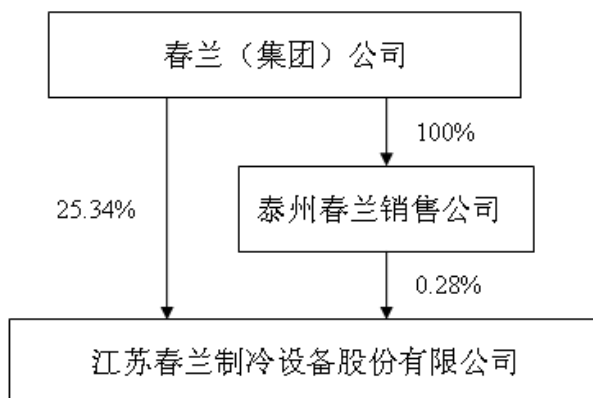 春兰（集团）公司
100%
25.34%
泰州春兰销售公司
0.28%
江苏春兰制冷设备股份有限公司